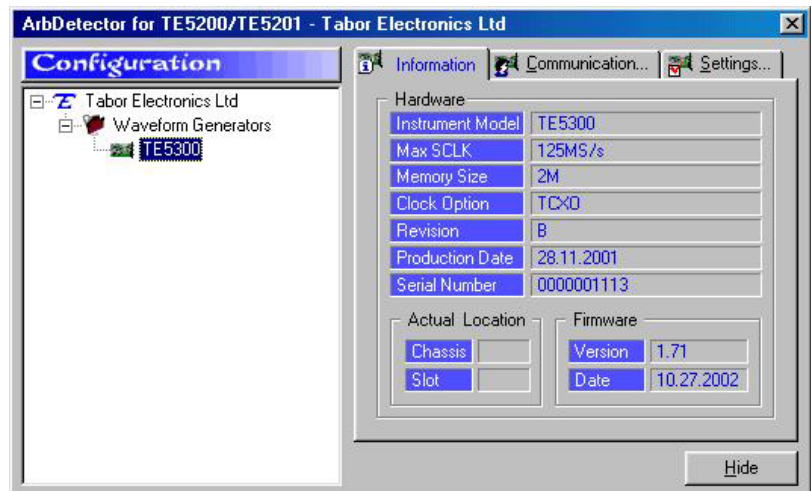 ArbDetector for TE5200/TE5201 - Tabor Electronics Ltd
Configuration
Tabor Electronics Ltd
Waveform Generators
TE5300
Information
Communication...
Settings...
Hardware
Instrument Model TE5300
Max SCLK 125MS/s
Memory Size 2M
Clock Option TCXO
Revision B
Production Date 28.11.2001
Serial Number 0000001113
Actual Location
Chassis
Slot
Firmware
Version 1.71
Date 10.27.2002
Hide